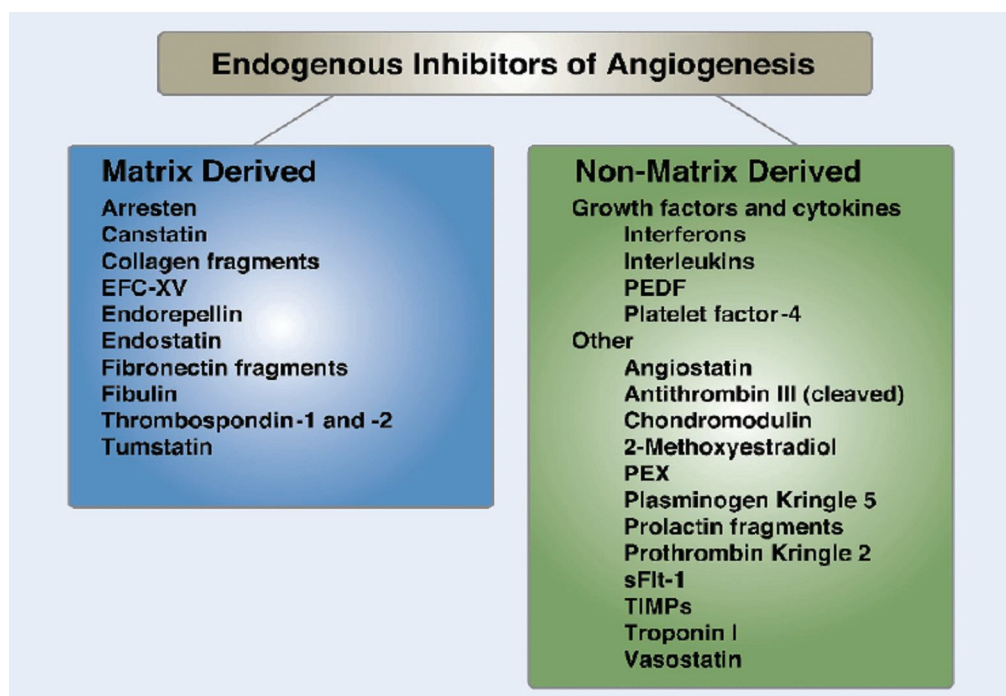 Endogenous Inhibitors of Angiogenesis
Matrix Derived
Arresten
Canstatin
Collagen fragments
EFC-XV
Endorepellin
Endostatin
Fibronectin fragments
Fibulin
Thrombospondin-1 and -2
Tumstatin
Non-Matrix Derived
Growth factors and cytokines
Interferons
Interleukins
PEDF
Platelet factor-4
Other
Angiostatin
Antithrombin III (cleaved)
Chondromodulin
2-Methoxyestradiol
PEX
Plasminogen Kringle 5
Prolactin fragments
Prothrombin Kringle 2
sFlt-1
TIMPs
Troponin I
Vasostatin